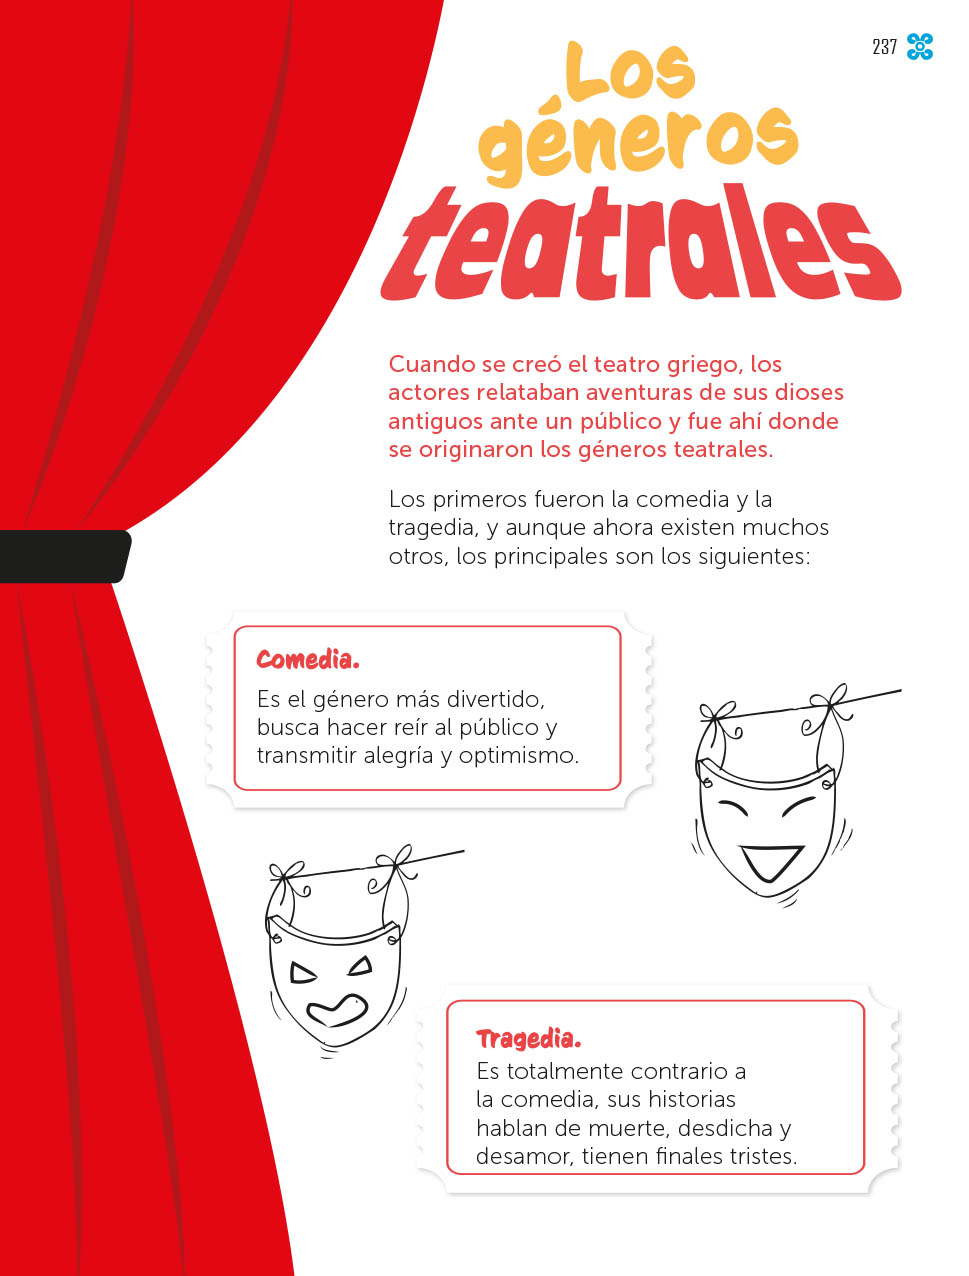 237
Los
géneros
teatrales
Cuando se creó el teatro griego, los
actores relataban aventuras de sus dioses
antiguos ante un público y fue ahí donde
se originaron los géneros teatrales.
Los primeros fueron la comedia y la
tragedia, y aunque ahora existen muchos
otros, los principales son los siguientes:
Comedia.
Es el género más divertido,
busca hacer reír al público y
transmitir alegría y optimismo.
Tragedia.
Es totalmente contrario a
la comedia, sus historias
hablan de muerte, desdicha y
desamor, tienen finales tristes.